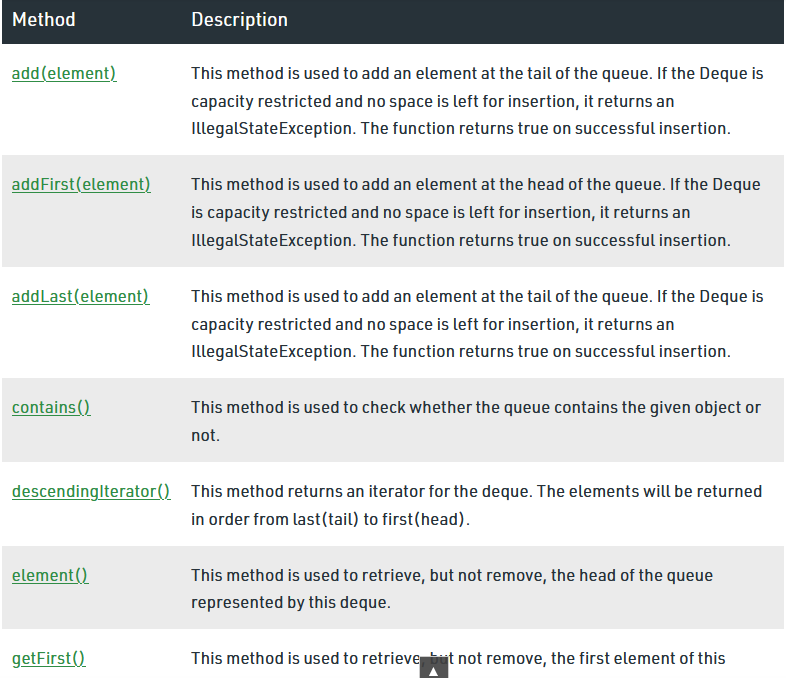 Method Description
add(element) This method is used to add an element at the tail of the queue. If the Deque is
capacity restricted and no space is left for insertion, it returns an
IllegalStateException. The function returns true on successful insertion.
addFirst(element) This method is used to add an element at the head of the queue. If the Deque
is capacity restricted and no space is left for insertion, it returns an
IllegalStateException. The function returns true on successful insertion.
addLast(element) This method is used to add an element at the tail of the queue. If the Deque is
capacity restricted and no space is left for insertion, it returns an
IllegalStateException. The function returns true on successful insertion.
contains() This method is used to check whether the queue contains the given object or
not.
descendingIterator() This method returns an iterator for the deque. The elements will be returned
in order from last(tail) to first(head).
element() This method is used to retrieve, but not remove, the head of the queue
represented by this deque.
getFirst() This method is used to retrieve, but not remove, the first element of this